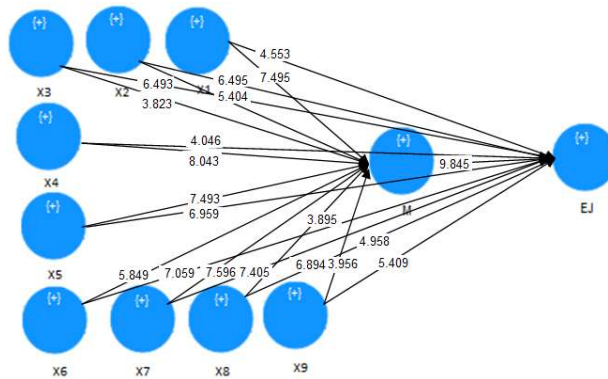 {+} {+} {+}
4.553
X3 X2 X1
6.493 6.495 7.495
3.823 5.404
{+}
4.046
8.043
{+} {+}
9.845
X4 M EJ
{+}
7.493
6.959
3.895
X5
4.958
5.849 7.059 7.596 7.405 6.894 3.956 5.409
{+} {+} {+} {+}
X6 X7 X8 X9